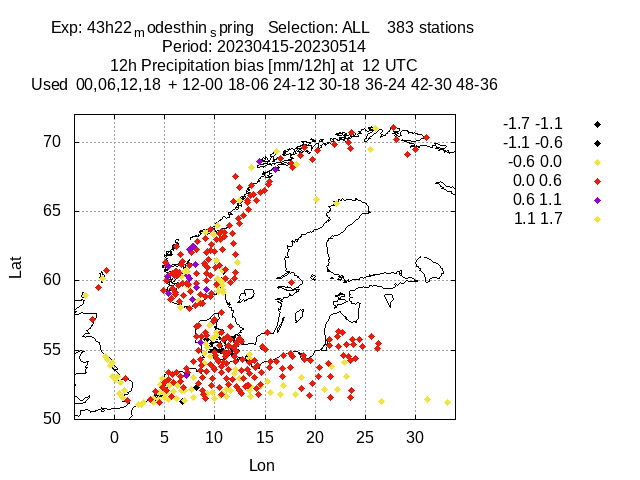 Exp: 43h22modesthinspring   Selection: ALL    383 stations
Period: 20230415-20230514
12h Precipitation bias [mm/12h] at  12 UTC
Used  00,06,12,18  + 12-00 18-06 24-12 30-18 36-24 42-30 48-36
-1.7 -1.1
-1.1 -0.6
-0.6 0.0
0.0 0.6
0.6 1.1
1.1 1.7
70
65
60
55
50
Lat
0 5 10 15 20 25 30
Lon